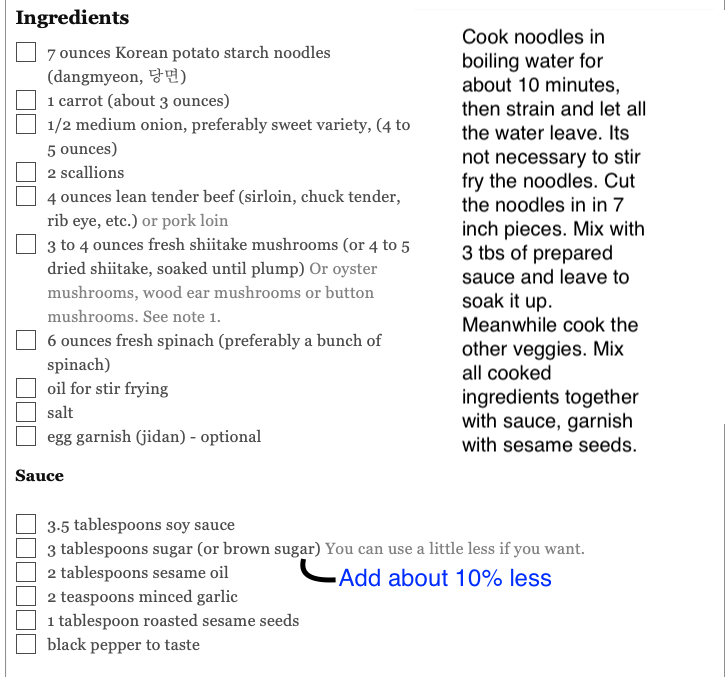 Ingredients
7 ounces Korean potato starch noodles
(dangmyeon, 당면)
1 carrot (about 3 ounces)
1/2 medium onion, preferably sweet variety, (4 to
5 ounces)
2 scallions
4 ounces lean tender beef (sirloin, chuck tender,
rib eye, etc.) or pork loin
3 to 4 ounces fresh shiitake mushrooms (or 4 to 5
dried shiitake, soaked until plump) Or oyster
mushrooms, wood ear mushrooms or button
mushrooms. See note 1.
6 ounces fresh spinach (preferably a bunch of
spinach)
oil for stir frying
salt
egg garnish (jidan) - optional
Cook noodles in
boiling water for
about 10 minutes,
then strain and let all
the water leave. Its
not necessary to stir
fry the noodles. Cut
the noodles in in 7
inch pieces. Mix with
3 tbs of prepared
sauce and leave to
soak it up.
Meanwhile cook the
other veggies. Mix
all cooked
ingredients together
with sauce, garnish
with sesame seeds.
Sauce
3.5 tablespoons soy sauce
3 tablespoons sugar (or brown sugar) You can use a little less if you want.
Add about 10% less
2 tablespoons sesame oil
2 teaspoons minced garlic
1 tablespoon roasted sesame seeds
black pepper to taste